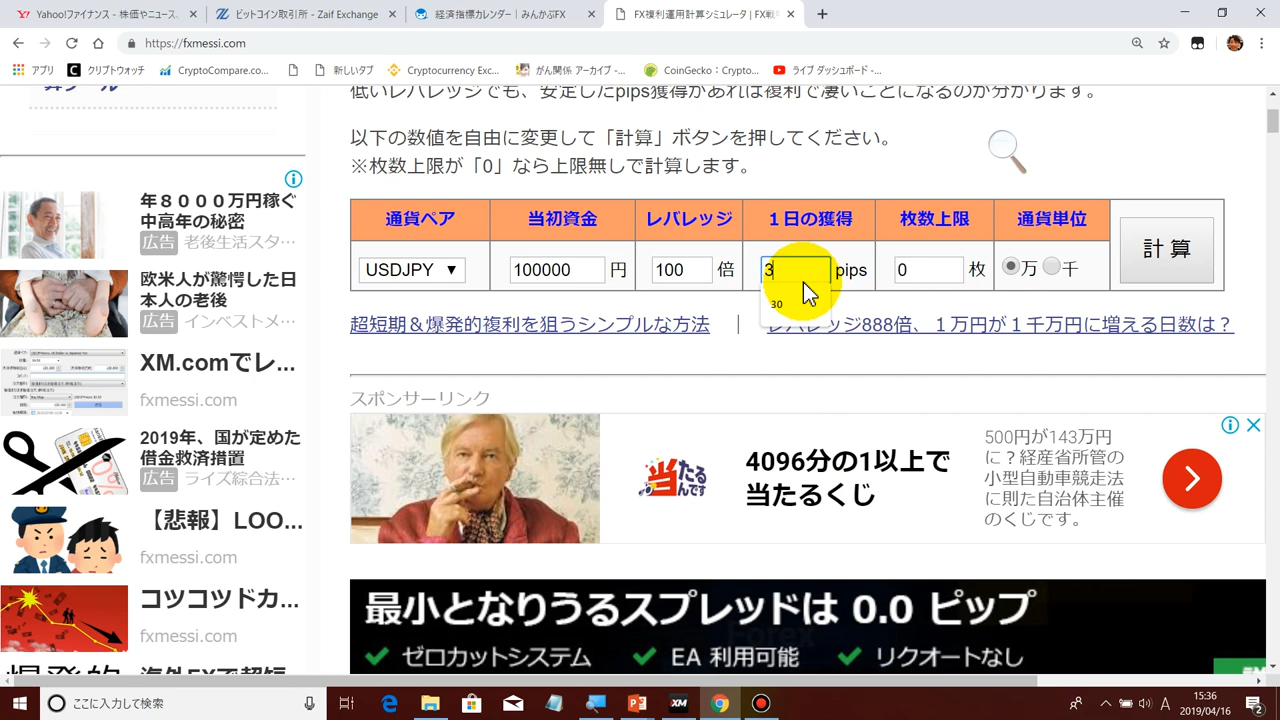 Yahoo!ファイナンス - 株価やニュース、
ビットコイン取引所 - Zaif Exchange
経済指標カレンダー｜みんかぶFX
FX複利運用計算シミュレータ | FX戦
https://fxmessi.com
アプリ
クリプトウォッチ
CryptoCompare.co...
新しいタブ
Cryptocurrency Exc...
がん関係 アーカイブ -...
CoinGecko : Crypto...
ライブ ダッシュボード -...
低いレバレッジでも、安定したpips獲得があれば複利で凄いことになるのが分かります。
以下の数値を自由に変更して「計算」ボタンを押してください。
※枚数上限が「0」なら上限無しで計算します。
通貨ペア 当初資金 レバレッジ 1日の獲得 枚数上限 通貨単位
USDJPY ▼ 100000 円 100 倍 3 pips 0 枚 万 千
計 算
30
超短期＆爆発的複利を狙うシンプルな方法 ｜ レバレッジ888倍、１万円が１千万円に増える日数は？
スポンサーリンク
当たるんです
4096分の1以上で
当たるくじ
500円が143万円
に？経産省所管の
小型自動車競走法
に則た自治体主催
のくじです。
最小となりうるスプレッドは 0.0 ピップ
ゼロカットシステム
EA 利用可能
リクオートなし
年８０００万円稼ぐ
中高年の秘密
広告 老後生活スタ…
欧米人が驚愕する日
本人の老後
広告 インベストメ…
XM.comでレ...
fxmessi.com
2019年、国が定めた
借金救済措置
広告 ライズ綜合法…
【悲報】LOO...
fxmessi.com
コツコツドカ...
fxmessi.com
ここに入力して検索
XM
A
15:36
2019/04/16
2